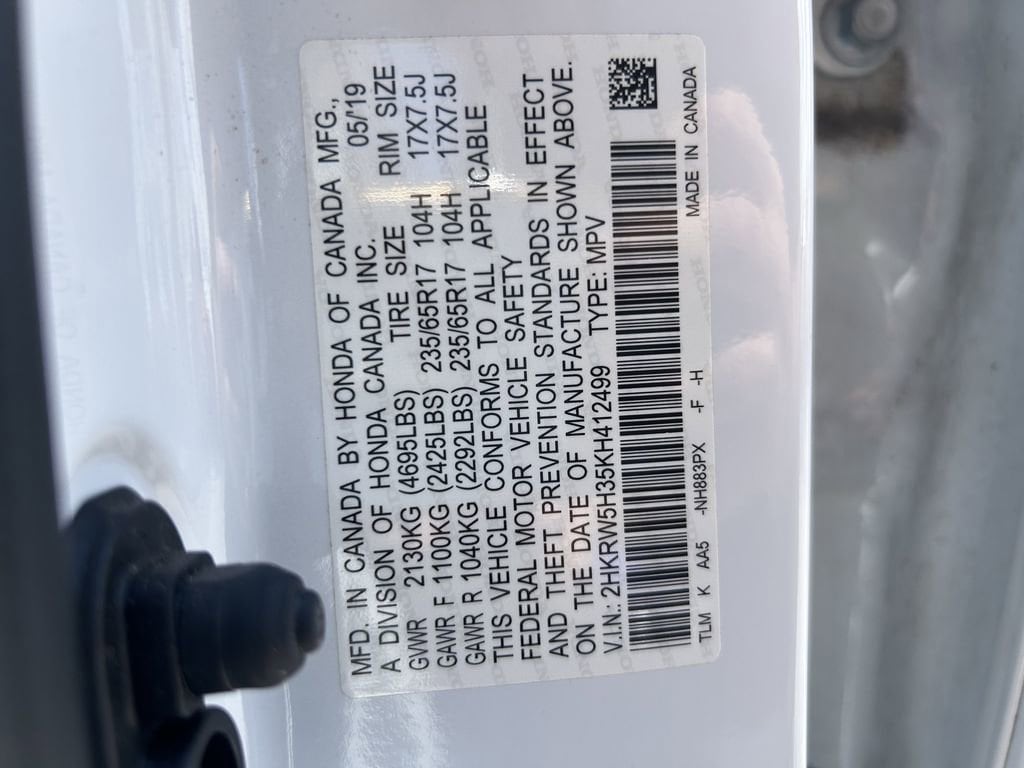 MFD. IN CANADA BY HONDA OF CANADA MFG.,
A DIVISION OF HONDA CANADA INC. 05/19
GVWR 2130KG (4695LBS) TIRE SIZE RIM SIZE
GAWR F 1100KG (2425LBS) 235/65R17 104H 17X7.5J
GAWR R 1040KG (2292LBS) 235/65R17 104H 17X7.5J
THIS VEHICLE CONFORMS TO ALL APPLICABLE
FEDERAL MOTOR VEHICLE SAFETY
AND THEFT PREVENTION STANDARDS IN EFFECT
ON THE DATE OF MANUFACTURE SHOWN ABOVE.
V.I.N.: 2HKRW5H35KH412499 TYPE: MPV
TLM K AA5 -NH883PX -F -H MADE IN CANADA